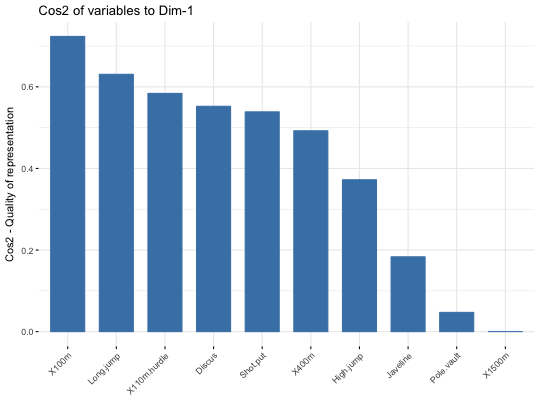 Cos2 of variables to Dim-1
Cos2 - Quality of representation
0.6
0.4
0.2
0.0
X100m
Long.jump
X110m.hurdle
Discus
Shot.put
X400m
High.jump
Javeline
Pole.vault
X1500m